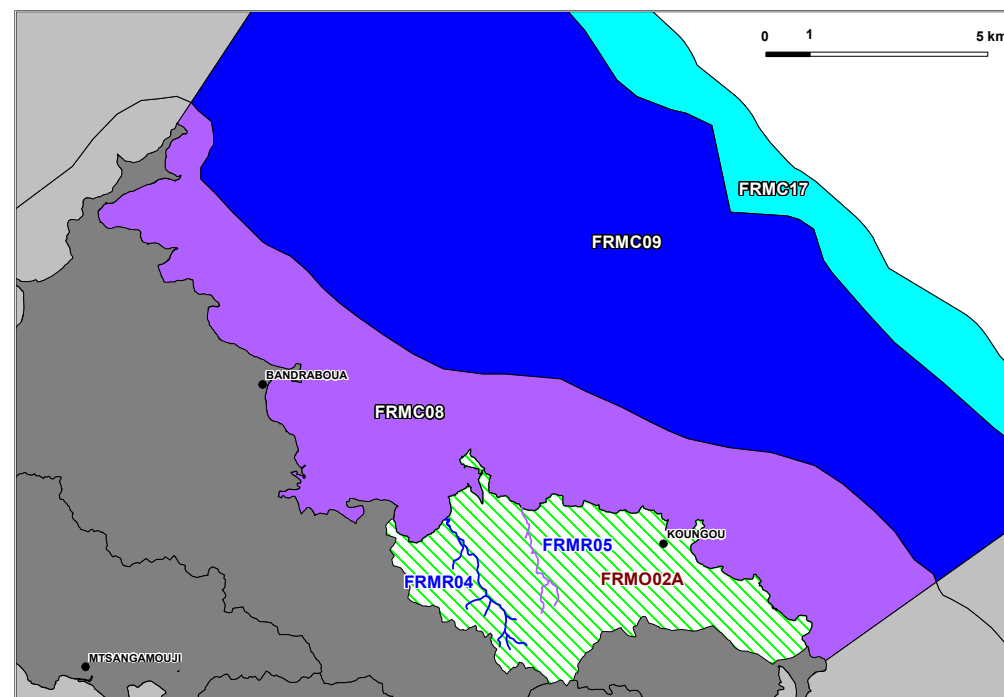 0 1 5 km
FRMC17
FRMC09
BANDRABOUA
FRMC08
KOUNGOU
FRMR05
FRMR04
FRMO02A
MTSANGAMOUJI